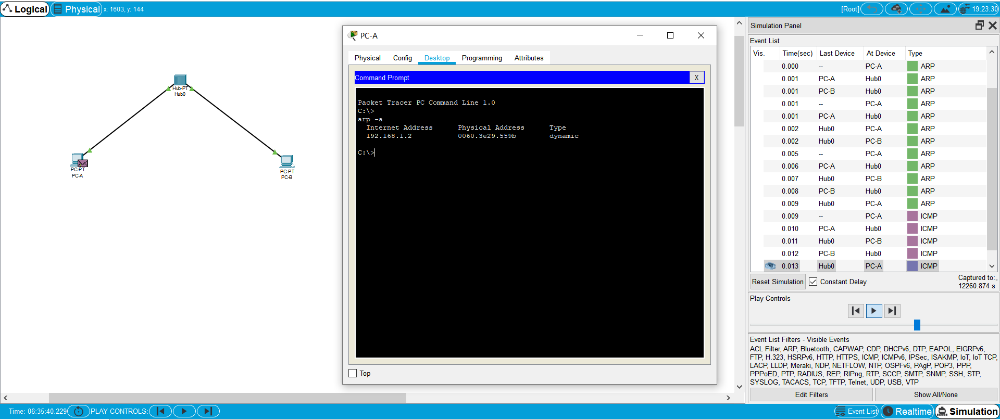 Logical Physical x: 1603, y: 144 [Root] 19:23:30
Hub-PT
Hub0
PC-PT
PC-A
PC-PT
PC-B
PC-A
Physical Config Desktop Programming Attributes
Command Prompt X
Packet Tracer PC Command Line 1.0
C:\>
arp -a
Internet Address Physical Address Type
192.168.1.2 0060.3e29.559b dynamic
C:\>
Top
Simulation Panel
Event List
Vis. Time(sec) Last Device At Device Type
0.000 -- PC-A ARP
0.001 PC-A Hub0 ARP
0.001 PC-B Hub0 ARP
0.001 -- PC-A ARP
0.001 PC-A Hub0 ARP
0.002 Hub0 PC-A ARP
0.002 Hub0 PC-B ARP
0.005 -- PC-A ARP
0.006 PC-A Hub0 ARP
0.007 Hub0 PC-B ARP
0.008 PC-B Hub0 ARP
0.009 Hub0 PC-A ARP
0.009 -- PC-A ICMP
0.010 PC-A Hub0 ICMP
0.011 Hub0 PC-B ICMP
0.012 PC-B Hub0 ICMP
0.013 Hub0 PC-A ICMP
Reset Simulation Constant Delay Captured to:
12260.874 s
Play Controls
Event List Filters - Visible Events
ACL Filter, ARP, Bluetooth, CAPWAP, CDP, DHCPv6, DTP, EAPOL, EIGRPv6,
FTP, H.323, HSRPv6, HTTP, HTTPS, ICMP, ICMPv6, IPSec, ISAKMP, IoT, IoT TCP,
LACP, LLDP, Meraki, NDP, NETFLOW, NTP, OSPFv6, PAgP, POP3, PPP,
PPPoED, PTP, RADIUS, REP, RIPng, RTP, SCCP, SMTP, SNMP, SSH, STP,
SYSLOG, TACACS, TCP, TFTP, Telnet, UDP, USB, VTP
Edit Filters Show All/None
Time: 06:35:40.229 PLAY CONTROLS: Event List Realtime Simulation